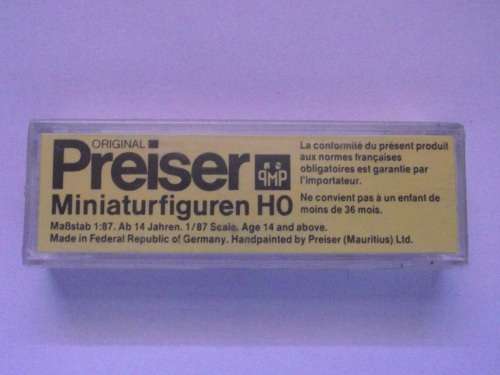 ORIGINAL
Preiser
PMP
Miniaturfiguren HO
Maßstab 1:87. Ab 14 Jahren. 1/87 Scale. Age 14 and above.
Made in Federal Republic of Germany. Handpainted by Preiser (Mauritius) Ltd.
La conformité du présent produit
aux normes françaises
obligatoires est garantie par
l'importateur.
Ne convient pas à un enfant de
moins de 36 mois.